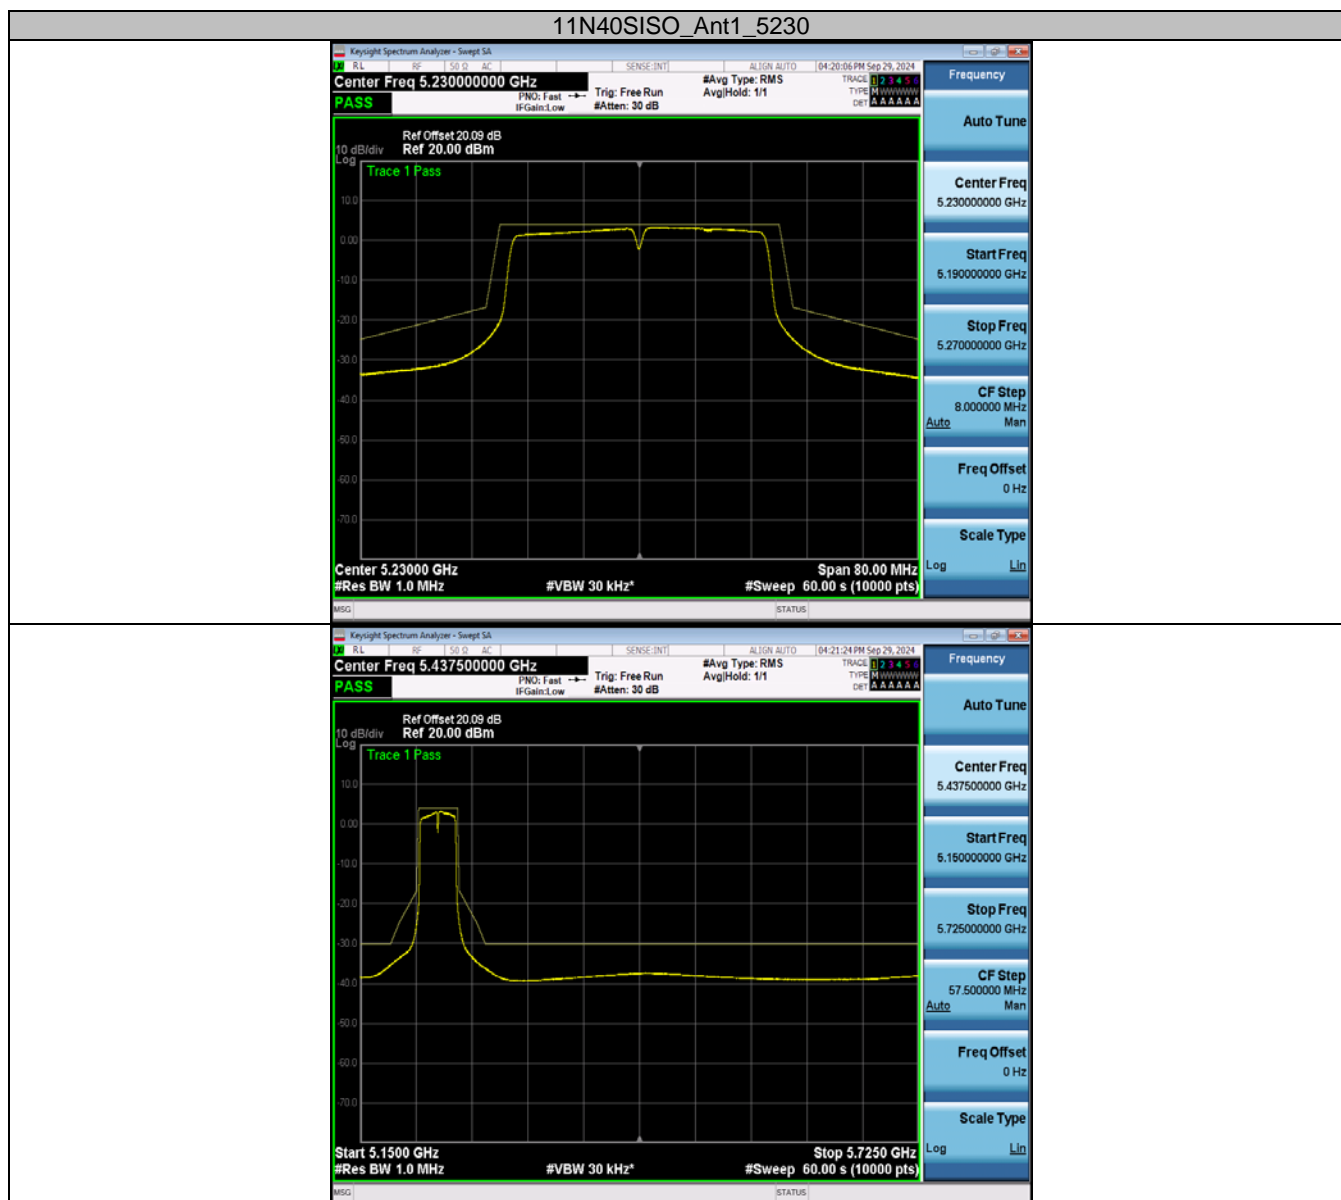 11N40SISO_Ant1_5230
Keysight Spectrum Analyzer - Swept SA
RL RF 50 Ω AC SENSE:INT ALIGN AUTO 04:20:06 PM Sep 29, 2024
Center Freq 5.230000000 GHz
PASS
PNO: Fast
IFGain:Low
Trig: Free Run
#Atten: 30 dB
#Avg Type: RMS
Avg|Hold: 1/1
TRACE 1 2 3 4 5 6
TYPE M WWWWW
DET A A A A A A
Frequency
Auto Tune
Center Freq
5.230000000 GHz
Start Freq
5.190000000 GHz
Stop Freq
5.270000000 GHz
CF Step
8.000000 MHz
Auto Man
Freq Offset
0 Hz
Scale Type
Log Lin
Ref Offset 20.09 dB
10 dB/div Ref 20.00 dBm
Log
Trace 1 Pass
10.0
0.00
-10.0
-20.0
-30.0
-40.0
-50.0
-60.0
-70.0
Center 5.23000 GHz Span 80.00 MHz
#Res BW 1.0 MHz #VBW 30 kHz* #Sweep 60.00 s (10000 pts)
MSG STATUS
Keysight Spectrum Analyzer - Swept SA
RL RF 50 Ω AC SENSE:INT ALIGN AUTO 04:21:24 PM Sep 29, 2024
Center Freq 5.437500000 GHz
PASS
PNO: Fast
IFGain:Low
Trig: Free Run
#Atten: 30 dB
#Avg Type: RMS
Avg|Hold: 1/1
TRACE 1 2 3 4 5 6
TYPE M WWWWW
DET A A A A A A
Frequency
Auto Tune
Center Freq
5.437500000 GHz
Start Freq
5.150000000 GHz
Stop Freq
5.725000000 GHz
CF Step
57.500000 MHz
Auto Man
Freq Offset
0 Hz
Scale Type
Log Lin
Ref Offset 20.09 dB
10 dB/div Ref 20.00 dBm
Log
Trace 1 Pass
10.0
0.00
-10.0
-20.0
-30.0
-40.0
-50.0
-60.0
-70.0
Start 5.1500 GHz Stop 5.7250 GHz
#Res BW 1.0 MHz #VBW 30 kHz* #Sweep 60.00 s (10000 pts)
MSG STATUS